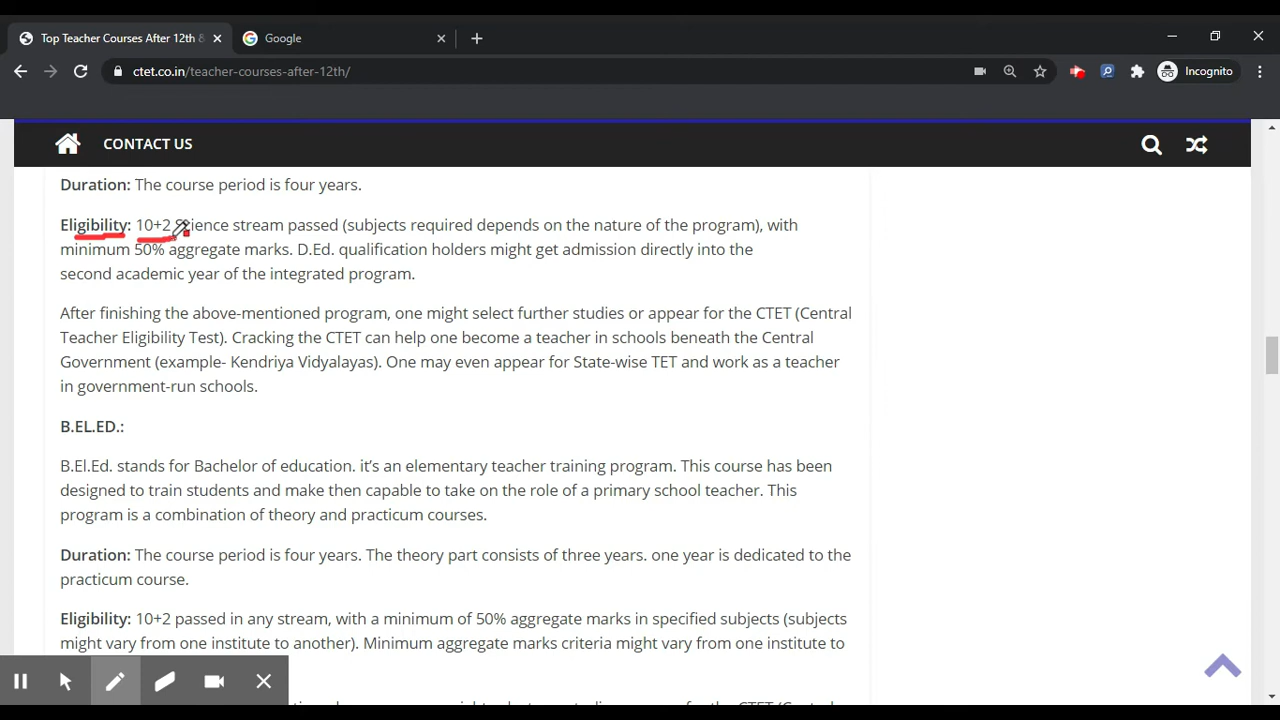 Top Teacher Courses After 12th &
Google
ctet.co.in/teacher-courses-after-12th/
Incognito
CONTACT US
Duration: The course period is four years.
Eligibility: 10+2 Science stream passed (subjects required depends on the nature of the program), with
minimum 50% aggregate marks. D.Ed. qualification holders might get admission directly into the
second academic year of the integrated program.
After finishing the above-mentioned program, one might select further studies or appear for the CTET (Central
Teacher Eligibility Test). Cracking the CTET can help one become a teacher in schools beneath the Central
Government (example- Kendriya Vidyalayas). One may even appear for State-wise TET and work as a teacher
in government-run schools.
B.EL.ED.:
B.El.Ed. stands for Bachelor of education. it's an elementary teacher training program. This course has been
designed to train students and make then capable to take on the role of a primary school teacher. This
program is a combination of theory and practicum courses.
Duration: The course period is four years. The theory part consists of three years. one year is dedicated to the
practicum course.
Eligibility: 10+2 passed in any stream, with a minimum of 50% aggregate marks in specified subjects (subjects
might vary from one institute to another). Minimum aggregate marks criteria might vary from one institute to